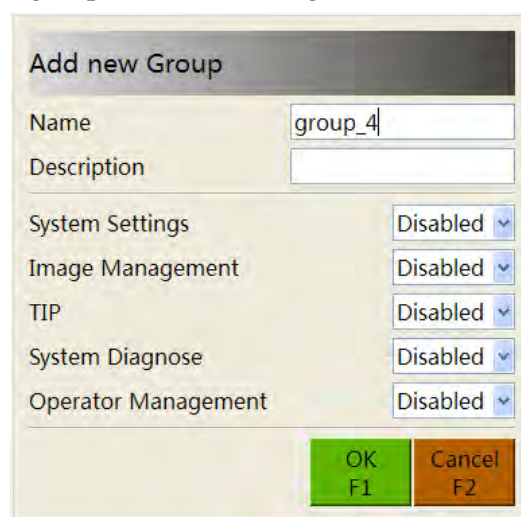 Add new Group
Name group_4
Description
System Settings Disabled
Image Management Disabled
TIP Disabled
System Diagnose Disabled
Operator Management Disabled
OK Cancel
F1 F2